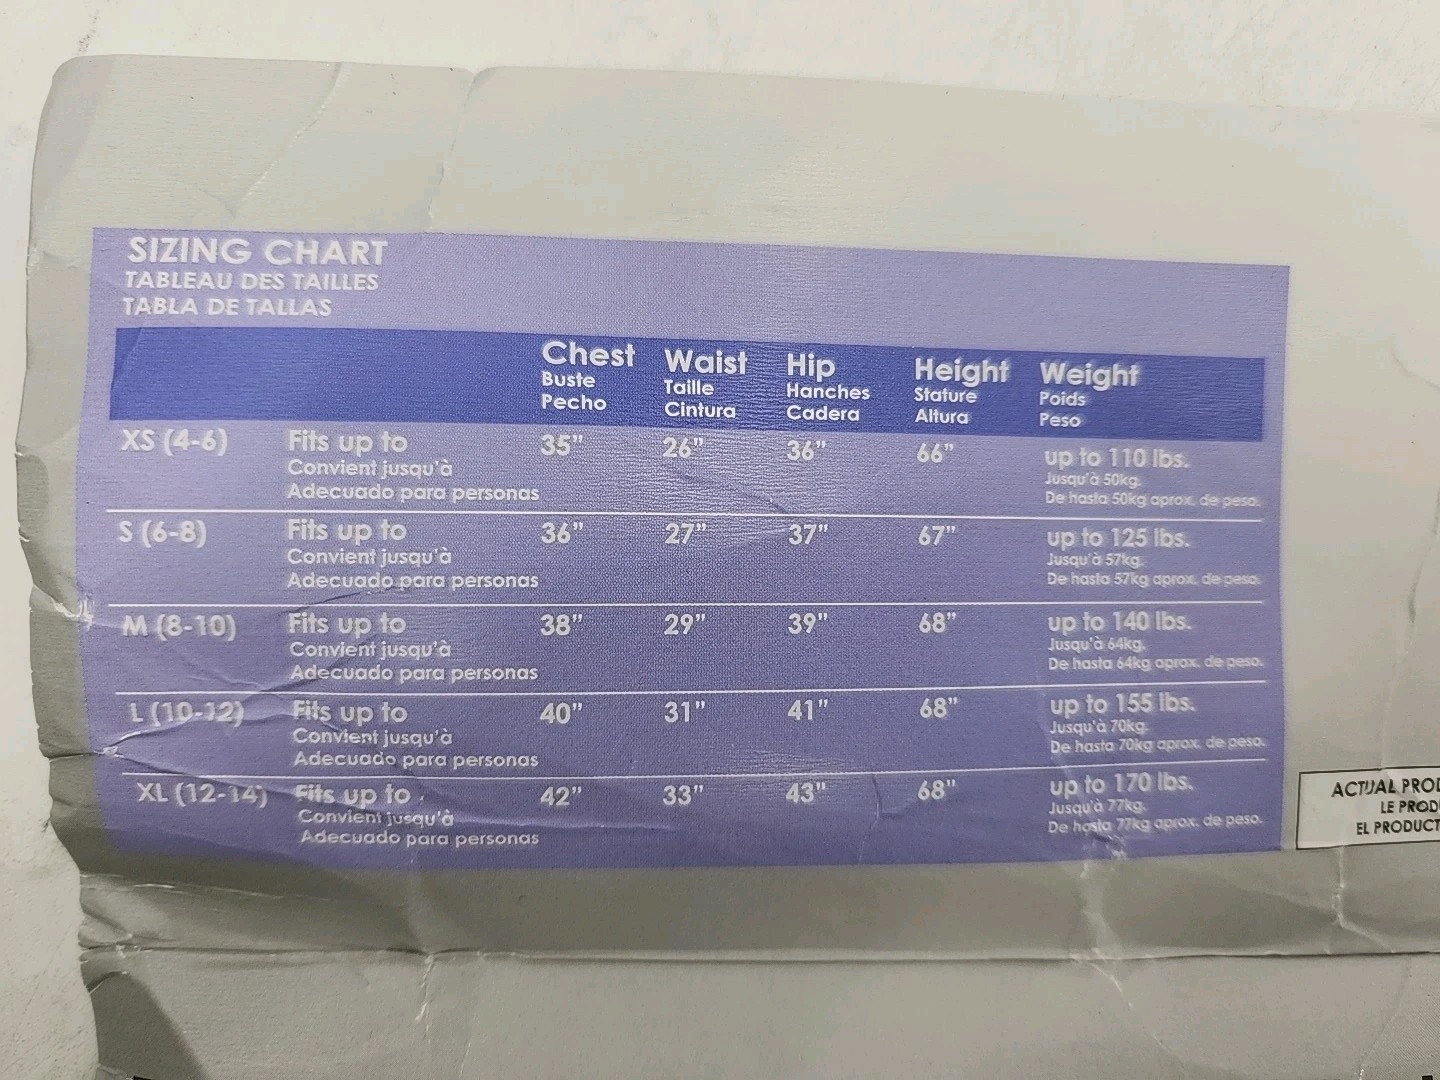 SIZING CHART
TABLEAU DES TAILLES
TABLA DE TALLAS
Chest Waist Hip Height Weight
Buste Taille Hanches Stature Poids
Pecho Cintura Cadera Altura Peso
XS (4-6) Fits up to 35” 26” 36” 66” up to 110 lbs.
Convient jusqu'à Jusqu'à 50kg.
Adecuado para personas De hasta 50kg aprox. de peso.
S (6-8) Fits up to 36” 27” 37” 67” up to 125 lbs.
Convient jusqu'à Jusqu'à 57kg.
Adecuado para personas De hasta 57kg aprox. de peso.
M (8-10) Fits up to 38” 29” 39” 68” up to 140 lbs.
Convient jusqu'à Jusqu'à 64kg.
Adecuado para personas De hasta 64kg aprox. de peso.
L (10-12) Fits up to 40” 31” 41” 68” up to 155 lbs.
Convient jusqu'à Jusqu'à 70kg.
Adecuado para personas De hasta 70kg aprox. de peso.
XL (12-14) Fits up to 42” 33” 43” 68” up to 170 lbs.
Convient jusqu'à Jusqu'à 77kg.
Adecuado para personas De hasta 77kg aprox. de peso.
ACTUAL PROD
LE PRODU
EL PRODUCT